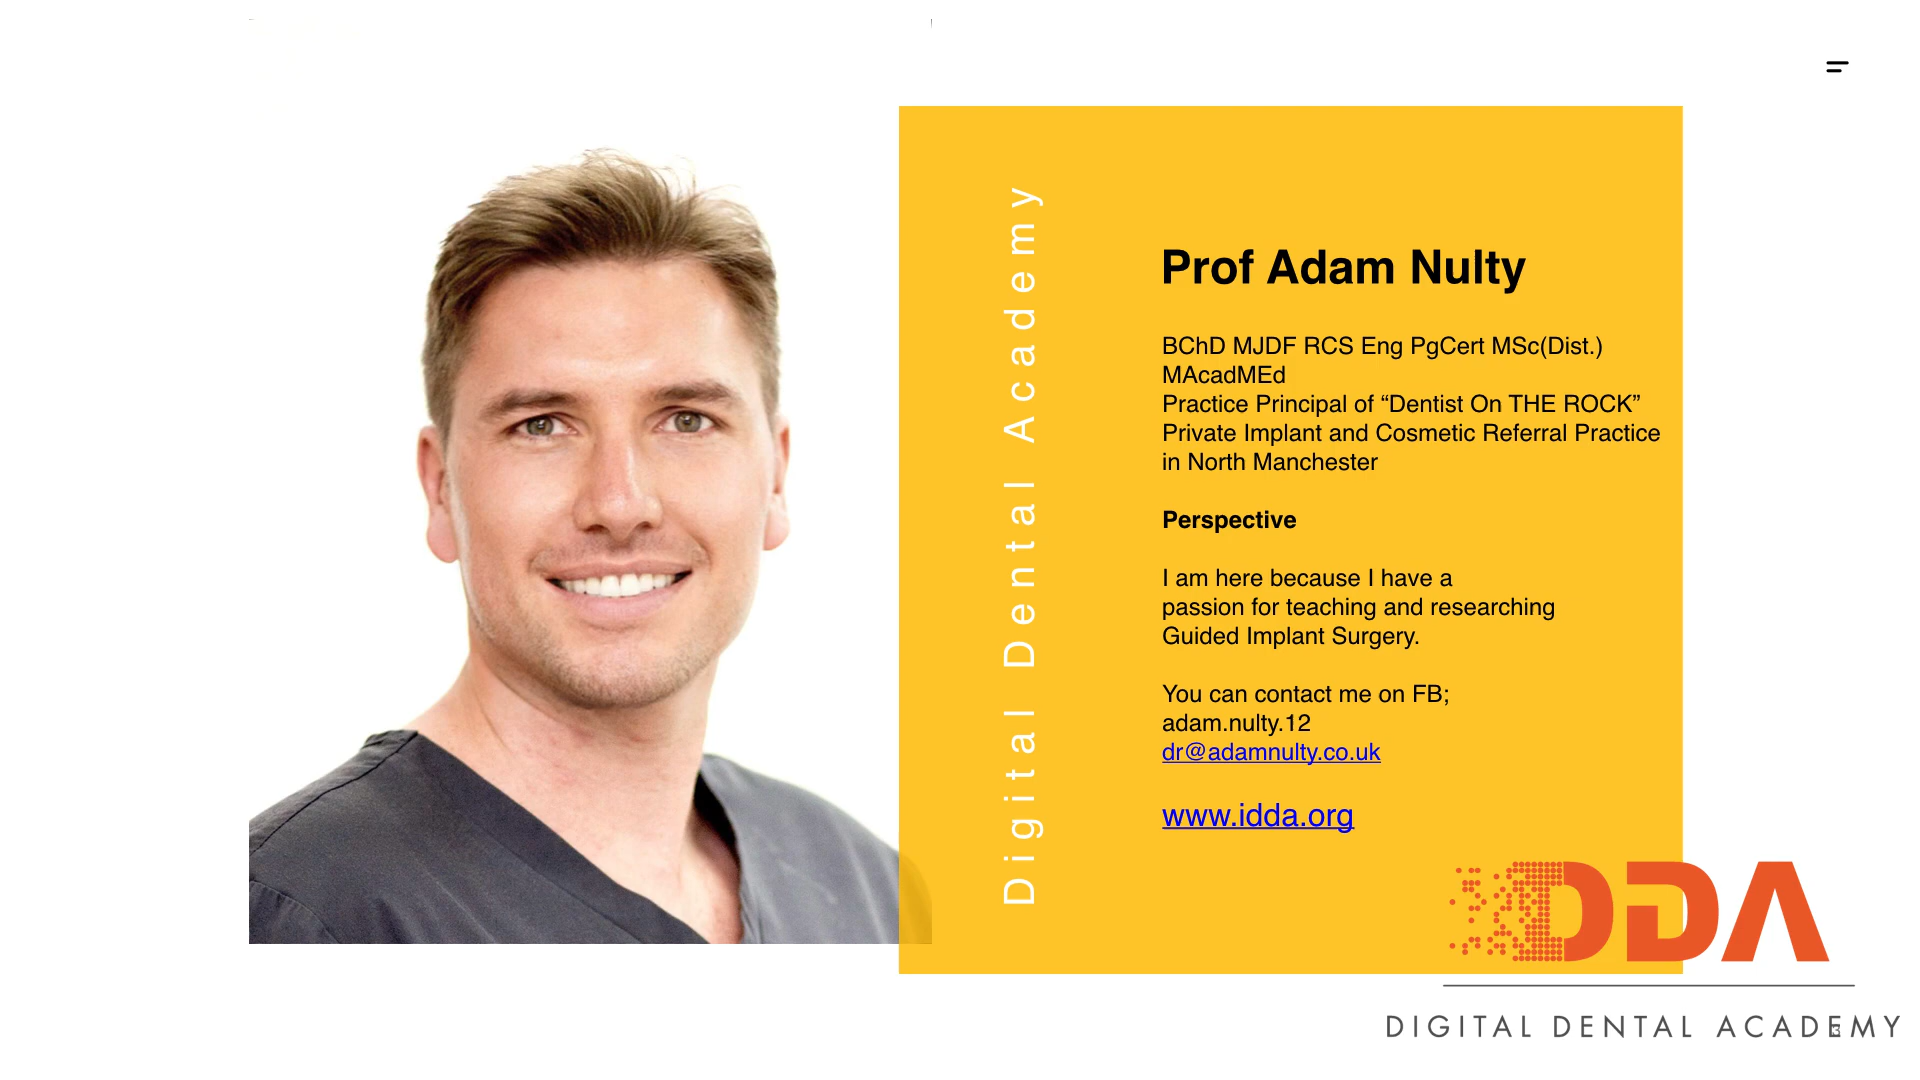 Digital Dental Academy
Prof Adam Nulty
BChD MJDF RCS Eng PgCert MSc(Dist.)
MAcadMEd
Practice Principal of “Dentist On THE ROCK”
Private Implant and Cosmetic Referral Practice
in North Manchester
Perspective
I am here because I have a
passion for teaching and researching
Guided Implant Surgery.
You can contact me on FB;
adam.nulty.12
dr@adamnulty.co.uk
www.idda.org
DDA
DIGITAL DENTAL ACADEMY